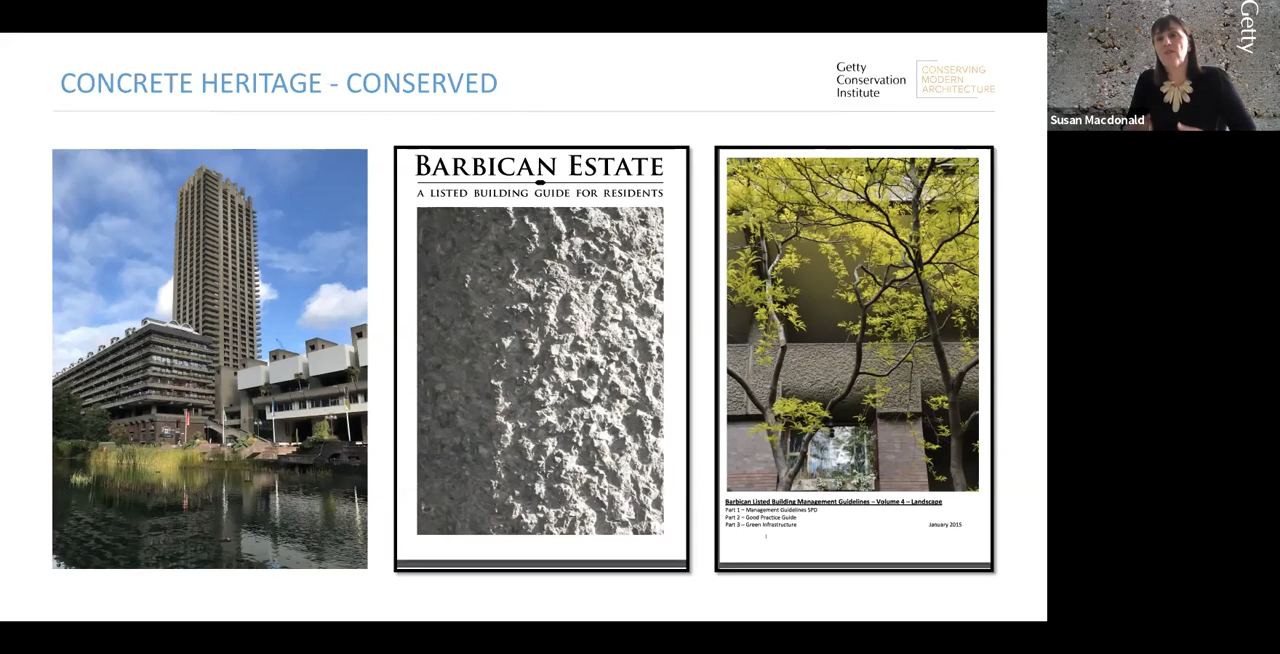 CONCRETE HERITAGE - CONSERVED
Getty
Conservation
Institute
CONSERVING
MODERN
ARCHITECTURE
Getty
Susan Macdonald
BARBICAN ESTATE
A LISTED BUILDING GUIDE FOR RESIDENTS
Barbican Listed Building Management Guidelines – Volume 4 – Landscape
Part 1 – Management Guidelines SPD
Part 2 – Good Practice Guide
Part 3 – Green Infrastructure January 2015
1